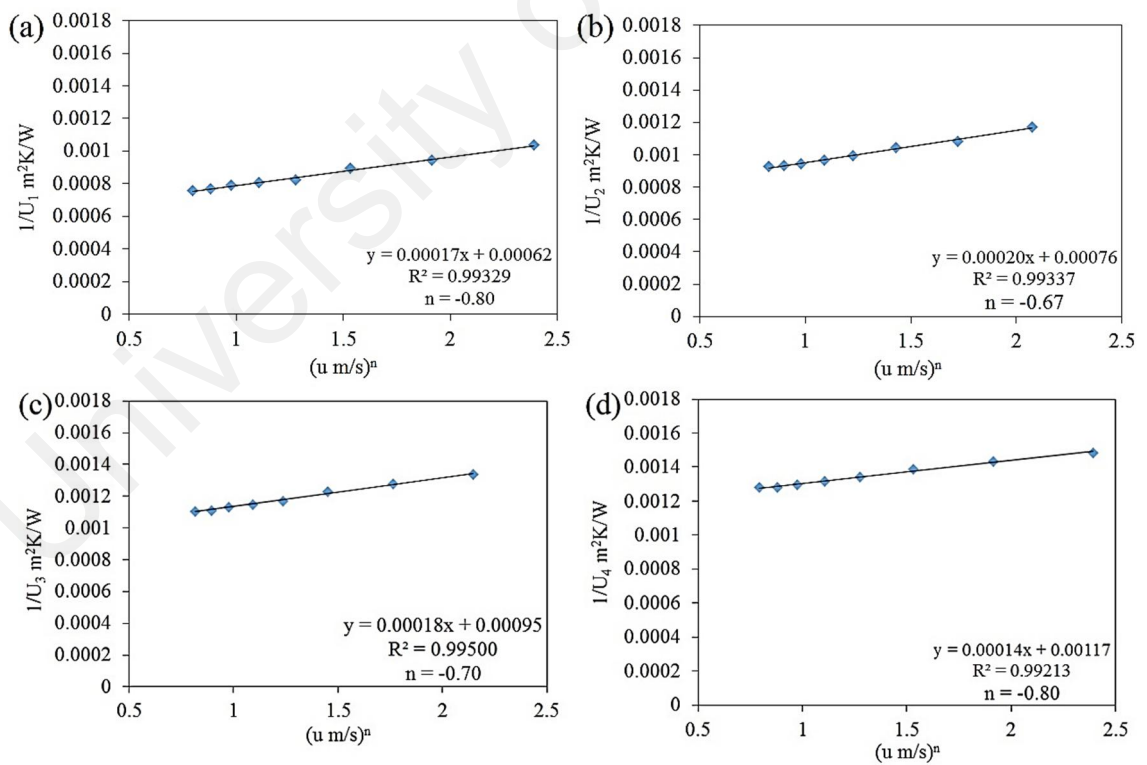 University o
(a)
0.0018
0.0016
0.0014
0.0012
0.001
0.0008
0.0006
0.0004
0.0002
0
1/U₁ m²K/W
y = 0.00017x + 0.00062
R² = 0.99329
n = -0.80
0.5 1 1.5 2 2.5
(u m/s)ⁿ
(b)
0.0018
0.0016
0.0014
0.0012
0.001
0.0008
0.0006
0.0004
0.0002
0
1/U₂ m²K/W
y = 0.00020x + 0.00076
R² = 0.99337
n = -0.67
0.5 1 1.5 2 2.5
(u m/s)ⁿ
(c)
0.0018
0.0016
0.0014
0.0012
0.001
0.0008
0.0006
0.0004
0.0002
0
1/U₃ m²K/W
y = 0.00018x + 0.00095
R² = 0.99500
n = -0.70
0.5 1 1.5 2 2.5
(u m/s)ⁿ
(d)
0.0018
0.0016
0.0014
0.0012
0.001
0.0008
0.0006
0.0004
0.0002
0
1/U₄ m²K/W
y = 0.00014x + 0.00117
R² = 0.99213
n = -0.80
0.5 1 1.5 2 2.5
(u m/s)ⁿ